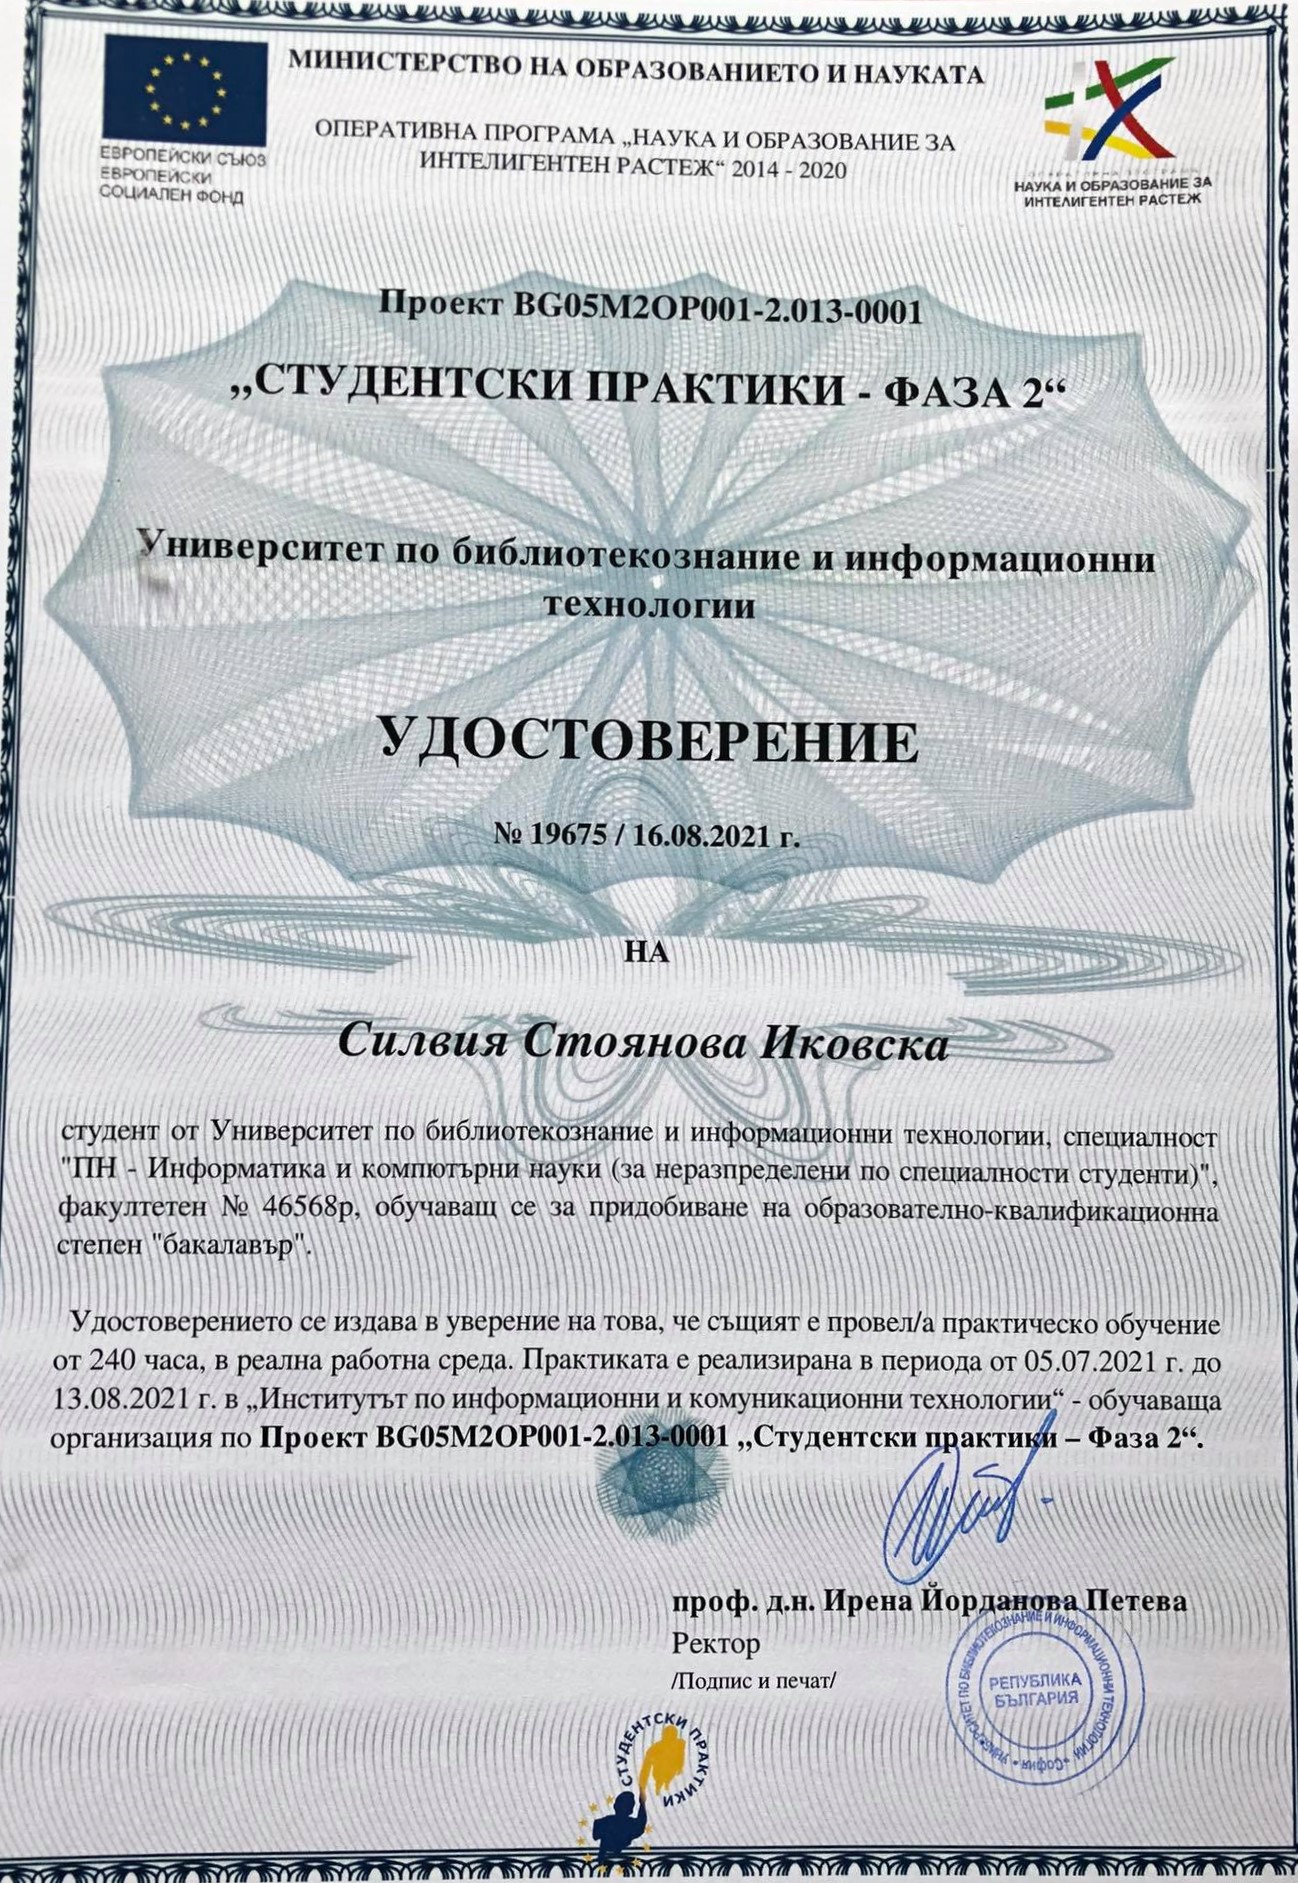 МИНИСТЕРСТВО НА ОБРАЗОВАНИЕТО И НАУКАТА
ОПЕРАТИВНА ПРОГРАМА „НАУКА И ОБРАЗОВАНИЕ ЗА
ИНТЕЛИГЕНТЕН РАСТЕЖ“ 2014 - 2020
ЕВРОПЕЙСКИ СЪЮЗ
ЕВРОПЕЙСКИ
СОЦИАЛЕН ФОНД
ОПЕРАТИВНА ПРОГРАМА
НАУКА И ОБРАЗОВАНИЕ ЗА
ИНТЕЛИГЕНТЕН РАСТЕЖ
Проект BG05M2OP001-2.013-0001
„СТУДЕНТСКИ ПРАКТИКИ - ФАЗА 2“
Университет по библиотекознание и информационни
технологии
УДОСТОВЕРЕНИЕ
№ 19675 / 16.08.2021 г.
НА
Силвия Стоянова Иковска
студент от Университет по библиотекознание и информационни технологии, специалност
"ПН - Информатика и компютърни науки (за неразпределени по специалности студенти)",
факултетен № 46568р, обучаващ се за придобиване на образователно-квалификационна
степен "бакалавър".
Удостоверението се издава в уверение на това, че същият е провел/а практическо обучение
от 240 часа, в реална работна среда. Практиката е реализирана в периода от 05.07.2021 г. до
13.08.2021 г. в „Институтът по информационни и комуникационни технологии“ - обучаваща
организация по Проект BG05M2OP001-2.013-0001 „Студентски практики – Фаза 2“.
проф. д.н. Ирена Йорданова Петева
Ректор
/Подпис и печат/
УНИВЕРСИТЕТ ПО БИБЛИОТЕКОЗНАНИЕ И ИНФОРМАЦИОННИ ТЕХНОЛОГИИ • София •
РЕПУБЛИКА
БЪЛГАРИЯ
СТУДЕНТСКИ ПРАКТИКИ